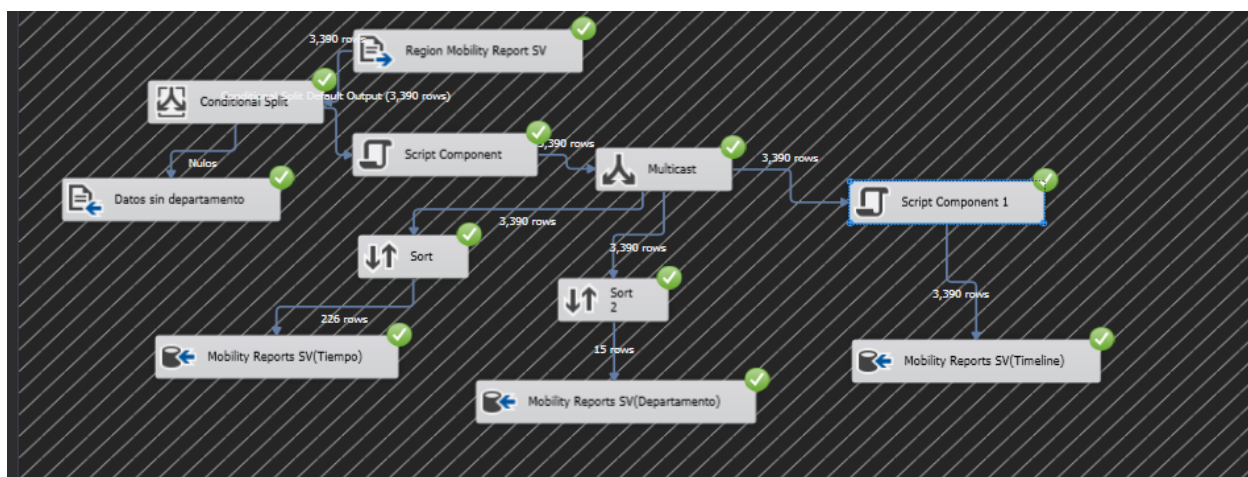 3,390 rows
Region Mobility Report SV
Conditional Split
Conditional Split Default Output (3,390 rows)
Nulos
Script Component
3,390 rows
Multicast
3,390 rows
Datos sin departamento
Script Component 1
3,390 rows
Sort
3,390 rows
Sort
2
3,390 rows
226 rows
Mobility Reports SV(Tiempo)
15 rows
Mobility Reports SV(Timeline)
Mobility Reports SV(Departamento)